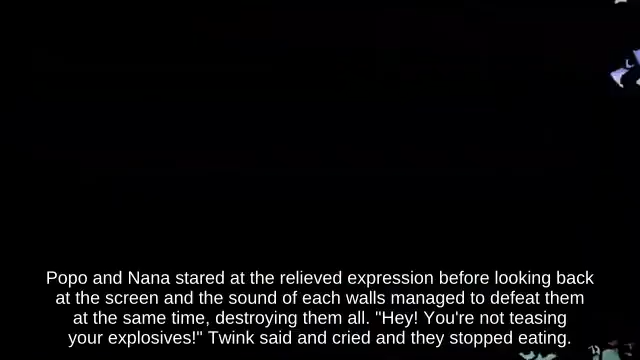 Popo and Nana stared at the relieved expression before looking back
at the screen and the sound of each walls managed to defeat them
at the same time, destroying them all. "Hey! You're not teasing
your explosives!" Twink said and cried and they stopped eating.